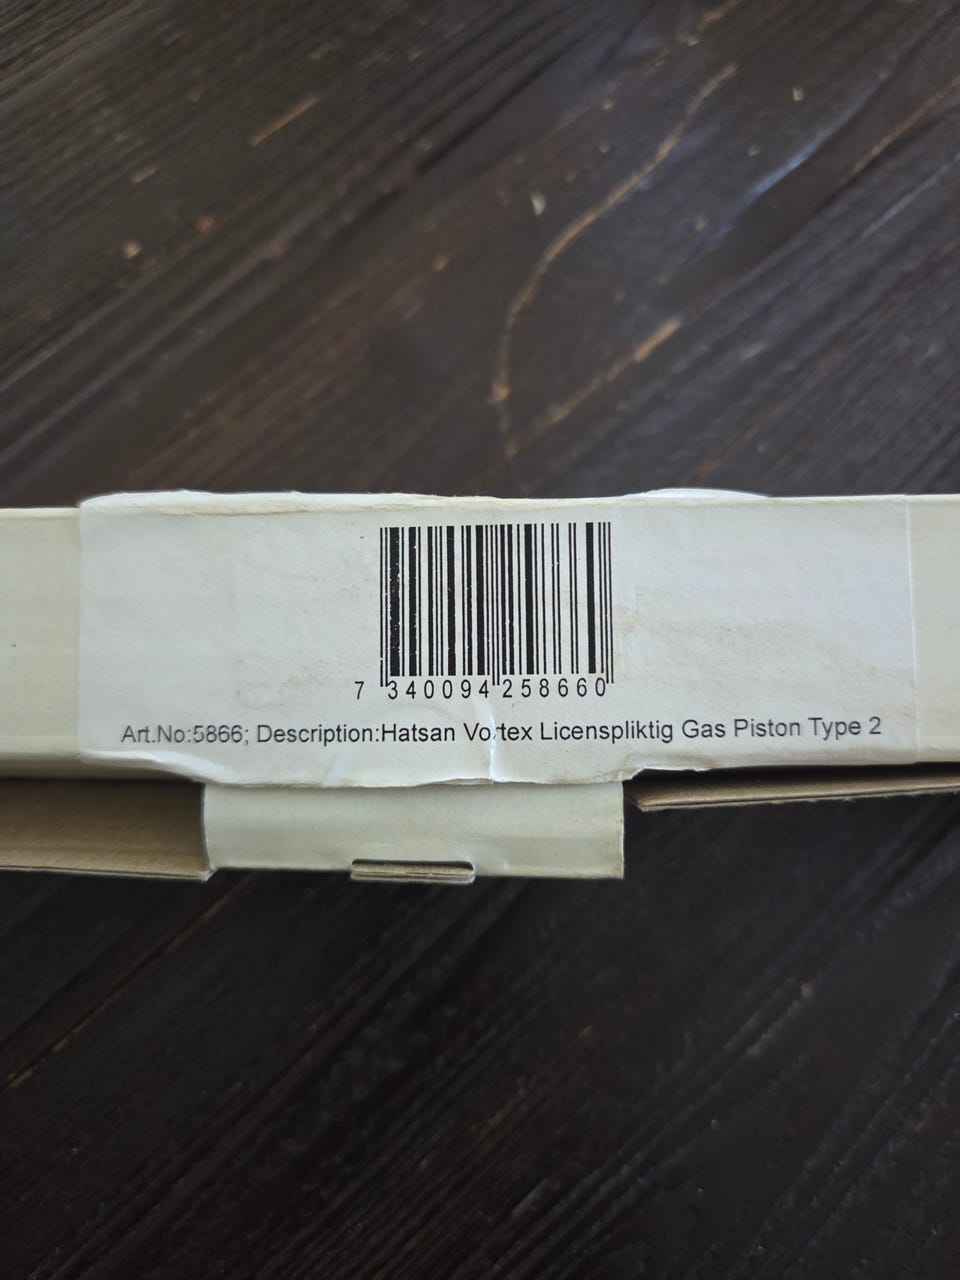 7 340094 258660
Art.No:5866; Description:Hatsan Vortex Licenspliktig Gas Piston Type 2